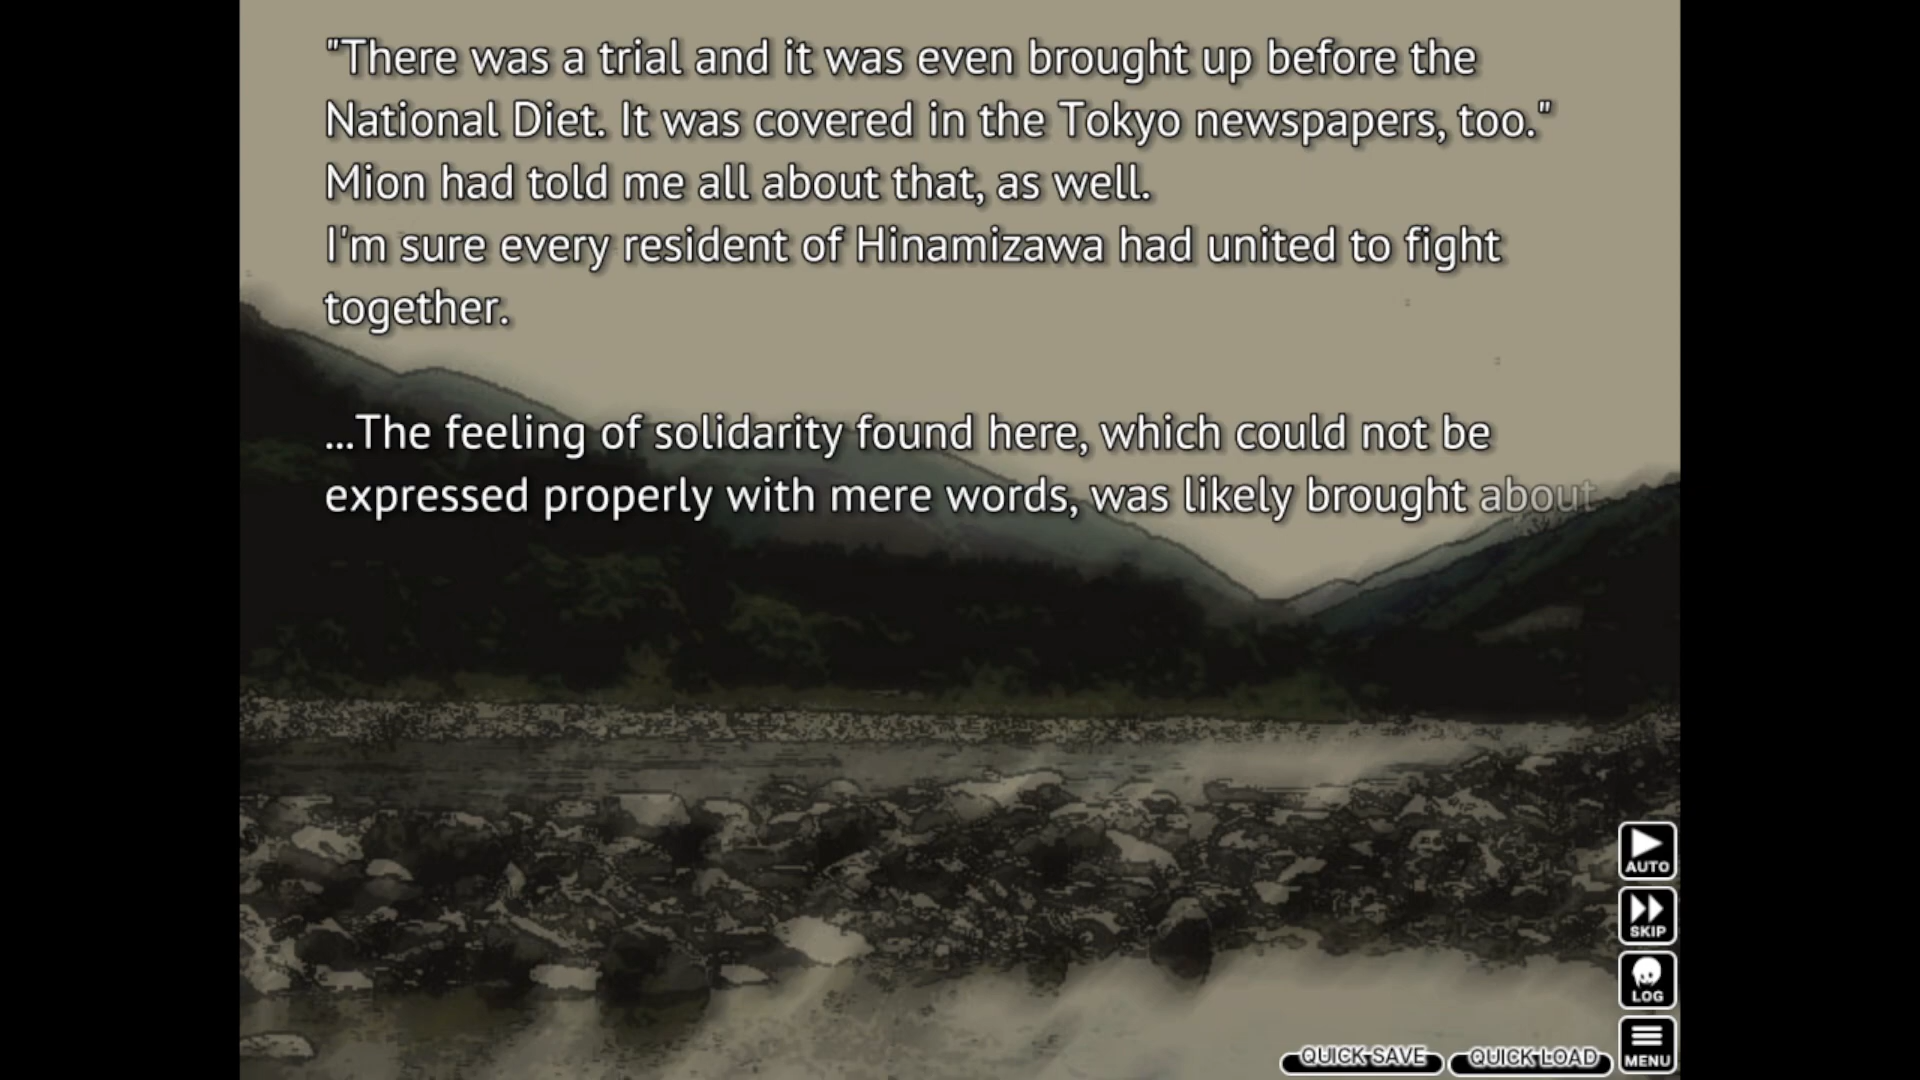 "There was a trial and it was even brought up before the
National Diet. It was covered in the Tokyo newspapers, too."
Mion had told me all about that, as well.
I'm sure every resident of Hinamizawa had united to fight
together.
...The feeling of solidarity found here, which could not be
expressed properly with mere words, was likely brought about
AUTO
SKIP
LOG
MENU
QUICK SAVE
QUICK LOAD